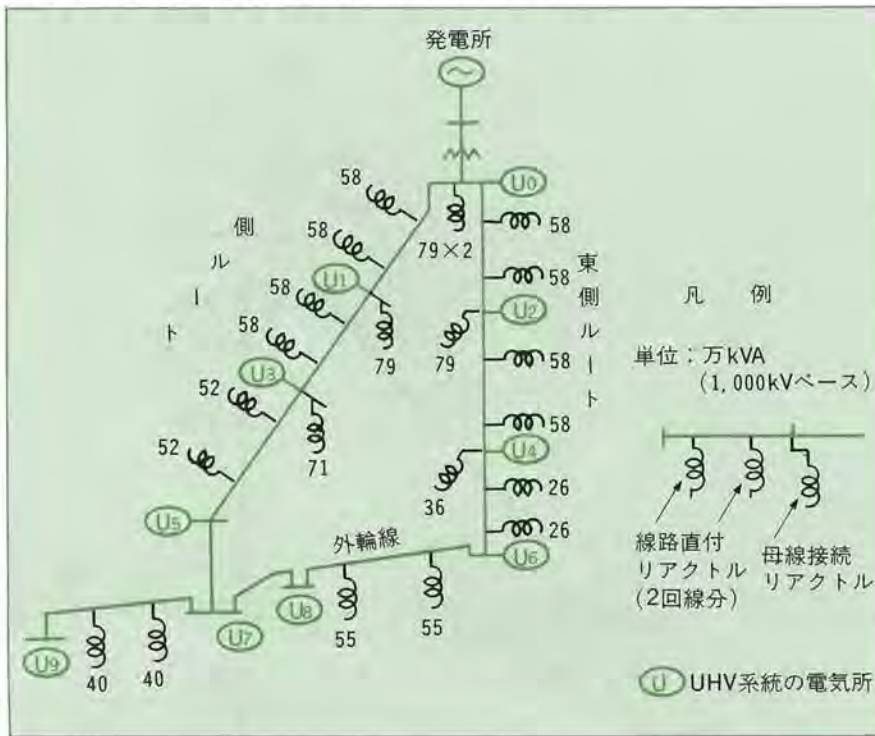 発電所
U0
58
58
58
58
52
52
側ルート
U1
79
U3
71
79×2
58
58
58
58
26
26
東側ルート
U2
79
U4
36
U5
外輪線
U6
U7
U8
55
55
U9
40
40
凡 例
単位：万kVA
(1,000kVベース)
線路直付
リアクトル
(2回線分)
母線接続
リアクトル
U UHV系統の電気所